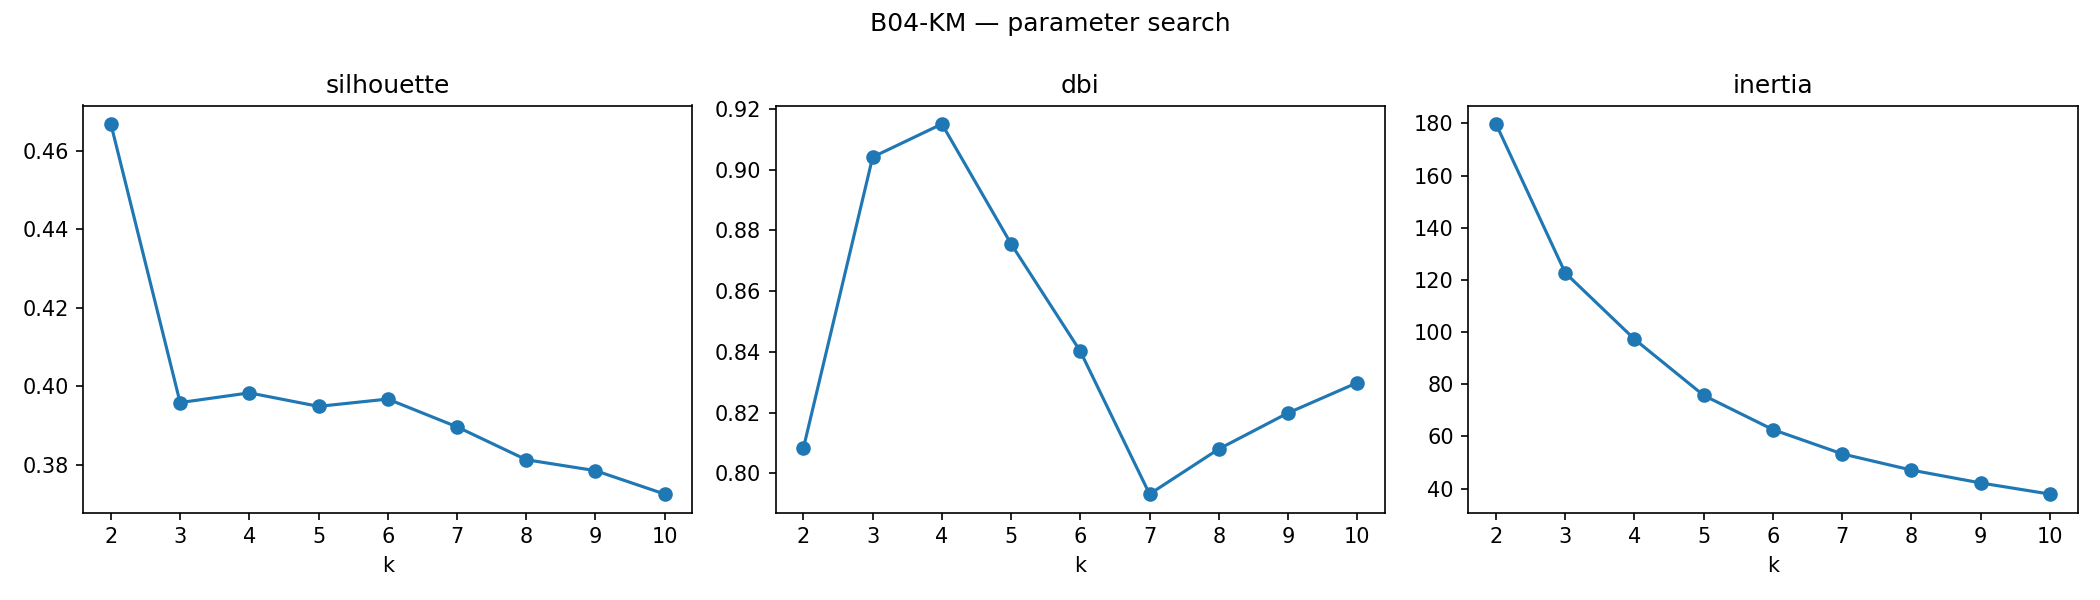 B04-KM — parameter search
silhouette
0.46
0.44
0.42
0.40
0.38
2 3 4 5 6 7 8 9 10
k
dbi
0.92
0.90
0.88
0.86
0.84
0.82
0.80
2 3 4 5 6 7 8 9 10
k
inertia
180
160
140
120
100
80
60
40
2 3 4 5 6 7 8 9 10
k